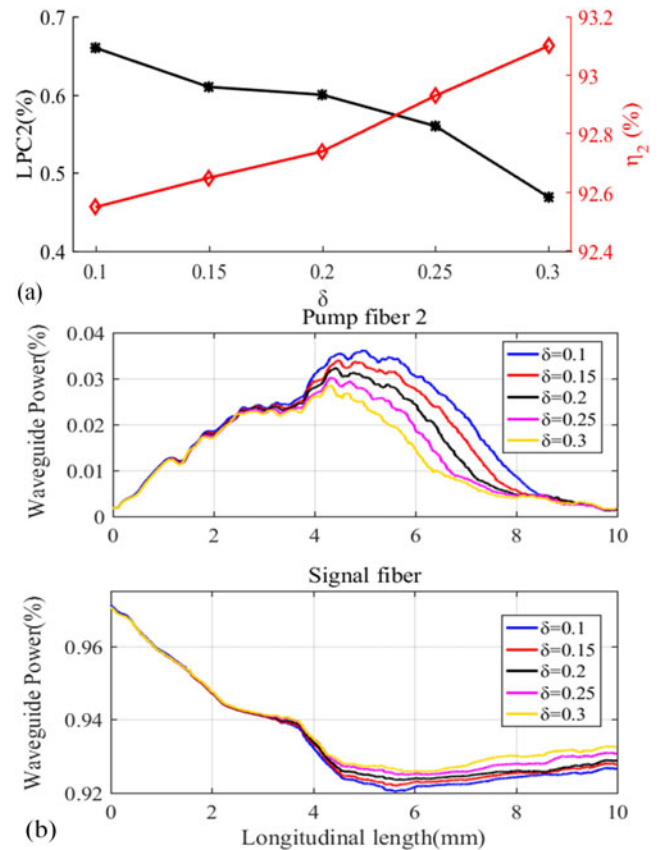 0.7
0.6
0.5
0.4
LPC2(%)
93.2
93
92.8
92.6
92.4
η2 (%)
0.1 0.15 0.2 0.25 0.3
δ
(a)
Pump fiber 2
0.04
0.03
0.02
0.01
0
Waveguide Power(%)
δ=0.1
δ=0.15
δ=0.2
δ=0.25
δ=0.3
0 2 4 6 8 10
Signal fiber
0.96
0.94
0.92
Waveguide Power(%)
δ=0.1
δ=0.15
δ=0.2
δ=0.25
δ=0.3
0 2 4 6 8 10
(b)
Longitudinal length(mm)